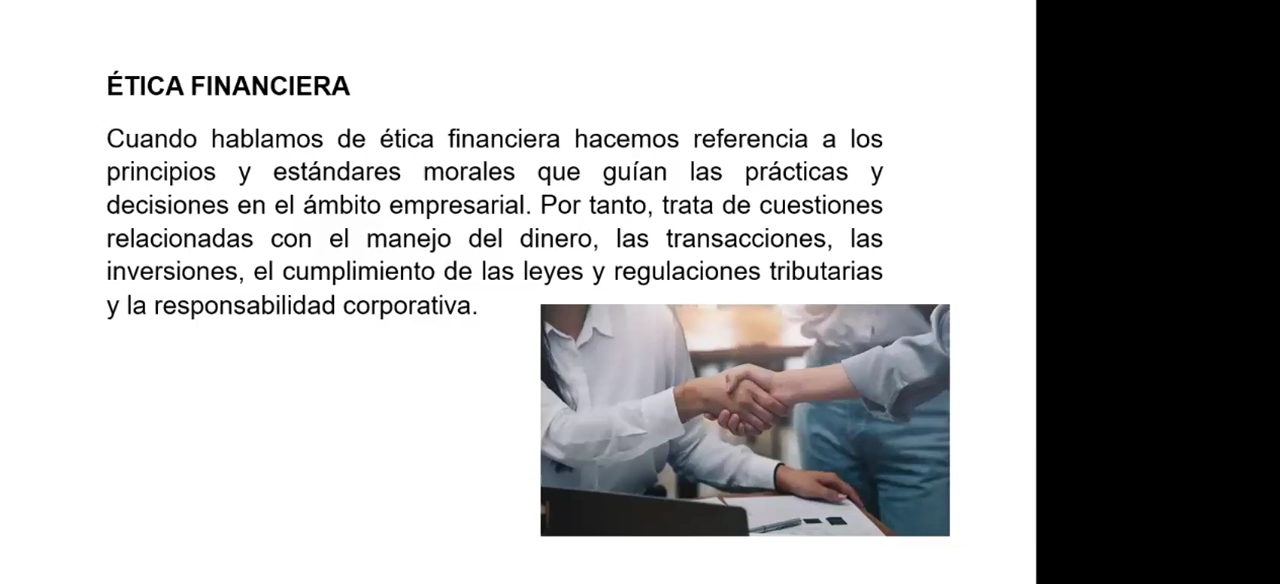 ÉTICA FINANCIERA
Cuando hablamos de ética financiera hacemos referencia a los
principios y estándares morales que guían las prácticas y
decisiones en el ámbito empresarial. Por tanto, trata de cuestiones
relacionadas con el manejo del dinero, las transacciones, las
inversiones, el cumplimiento de las leyes y regulaciones tributarias
y la responsabilidad corporativa.